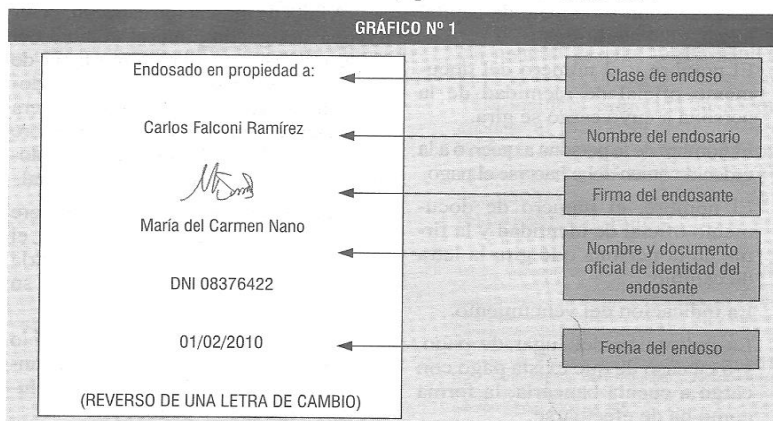 GRÁFICO Nº 1
Endosado en propiedad a:
Clase de endoso
Carlos Falconi Ramírez
Nombre del endosario
Firma del endosante
María del Carmen Nano
Nombre y documento
oficial de identidad del
endosante
DNI 08376422
01/02/2010
Fecha del endoso
(REVERSO DE UNA LETRA DE CAMBIO)